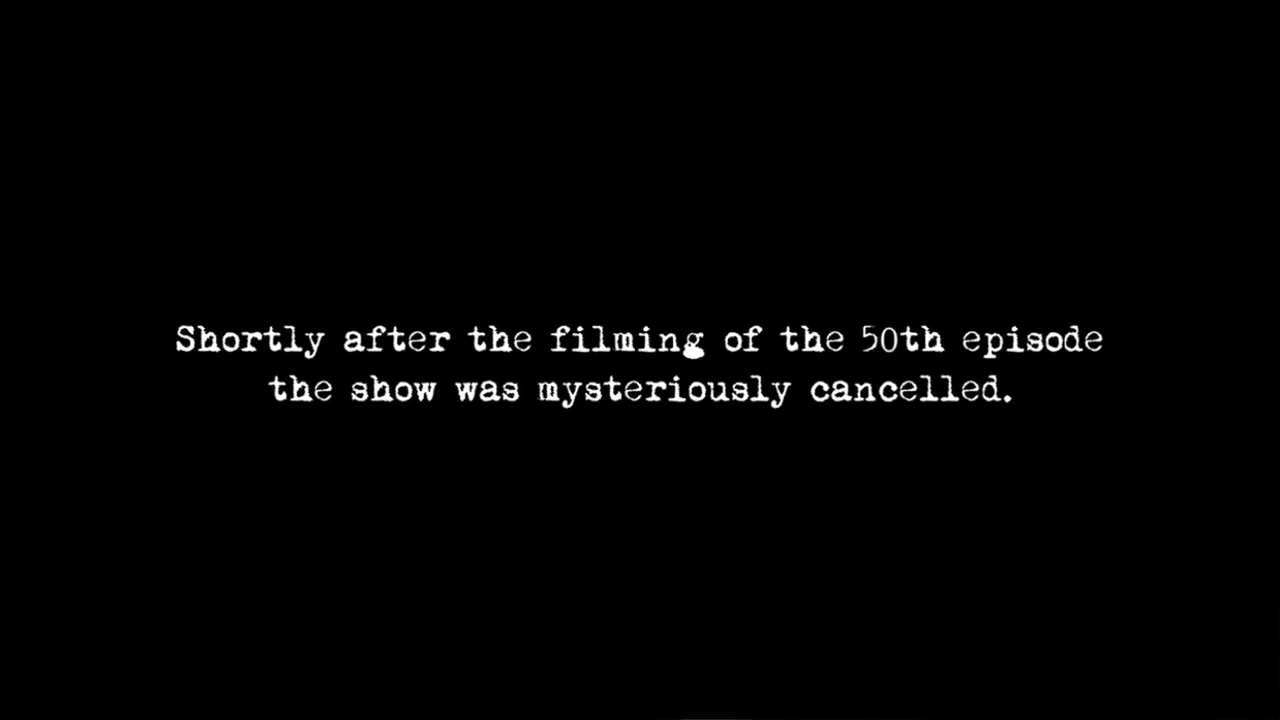 Shortly after the filming of the 50th episode
the show was mysteriously cancelled.